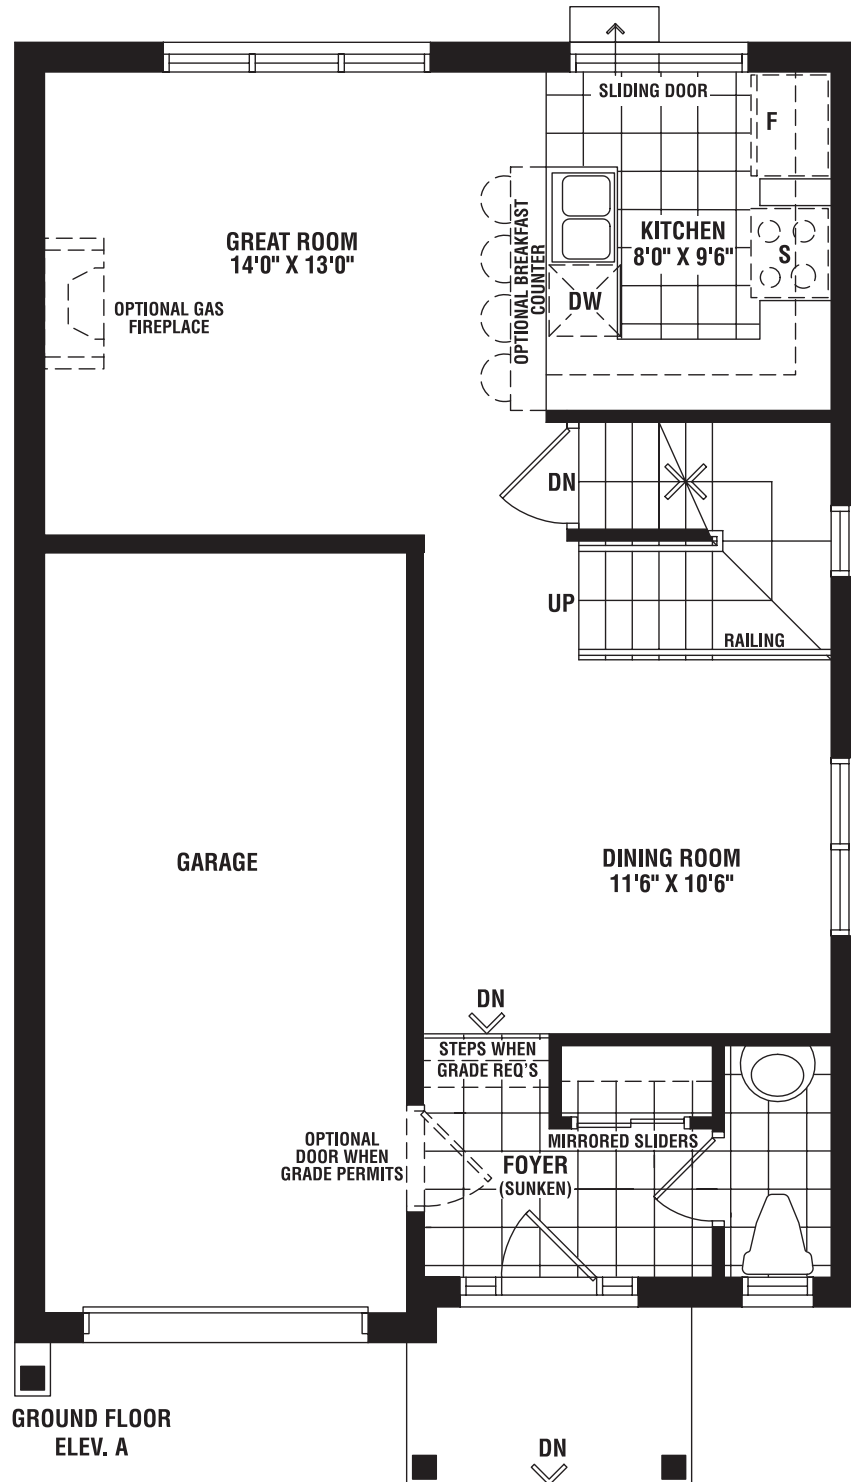 SLIDING DOOR
F
KITCHEN
8'0" X 9'6"
S
GREAT ROOM
14'0" X 13'0"
OPTIONAL GAS
FIREPLACE
OPTIONAL BREAKFAST
COUNTER
DW
DN
UP
RAILING
GARAGE
DINING ROOM
11'6" X 10'6"
DN
STEPS WHEN
GRADE REQ'S
MIRRORED SLIDERS
OPTIONAL
DOOR WHEN
GRADE PERMITS
FOYER
(SUNKEN)
GROUND FLOOR
ELEV. A
DN